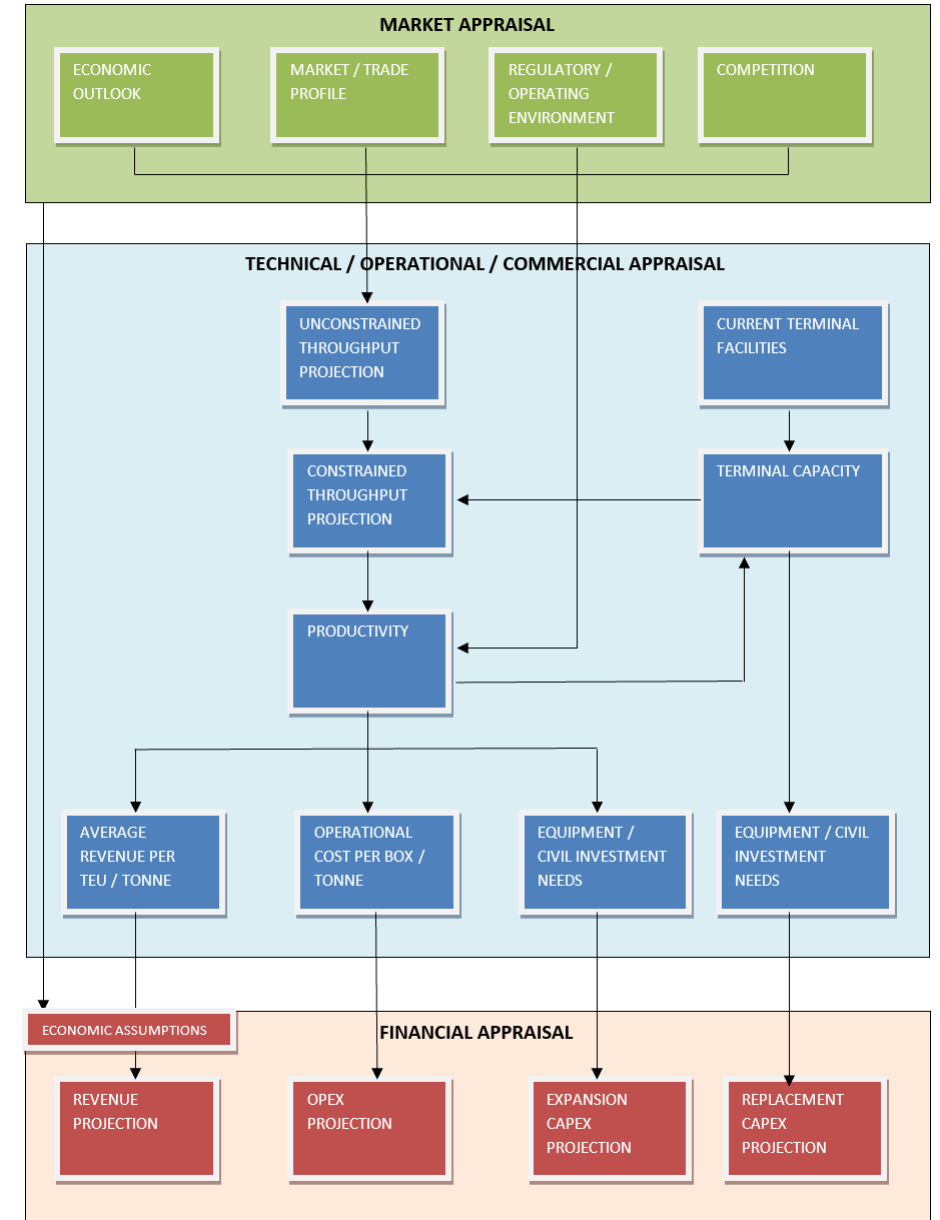 MARKET APPRAISAL
ECONOMIC
OUTLOOK
MARKET / TRADE
PROFILE
REGULATORY /
OPERATING
ENVIRONMENT
COMPETITION
TECHNICAL / OPERATIONAL / COMMERCIAL APPRAISAL
UNCONSTRAINED
THROUGHPUT
PROJECTION
CURRENT TERMINAL
FACILITIES
CONSTRAINED
THROUGHPUT
PROJECTION
TERMINAL CAPACITY
PRODUCTIVITY
AVERAGE
REVENUE PER
TEU / TONNE
OPERATIONAL
COST PER BOX /
TONNE
EQUIPMENT /
CIVIL INVESTMENT
NEEDS
EQUIPMENT / CIVIL
INVESTMENT
NEEDS
ECONOMIC ASSUMPTIONS
FINANCIAL APPRAISAL
REVENUE
PROJECTION
OPEX
PROJECTION
EXPANSION
CAPEX
PROJECTION
REPLACEMENT
CAPEX
PROJECTION